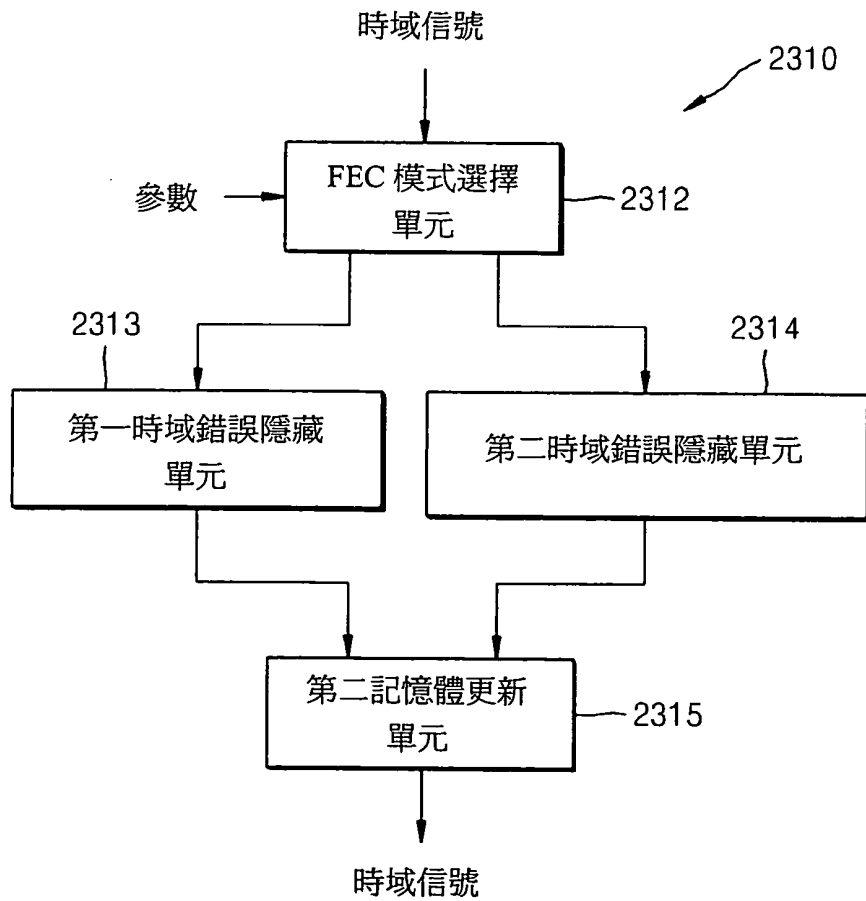 時域信號
2310
參數
FEC 模式選擇
單元
2312
2313
2314
第一時域錯誤隱藏
單元
第二時域錯誤隱藏單元
第二記憶體更新
單元
2315
時域信號